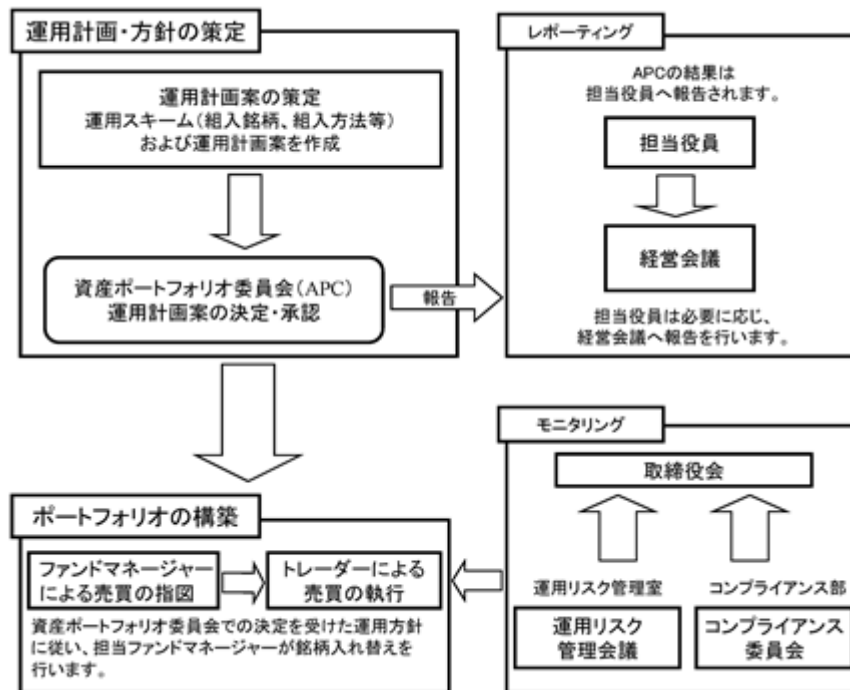 運用計画・方針の策定
運用計画案の策定
運用スキーム(組入銘柄、組入方法等)
および運用計画案を作成
資産ポートフォリオ委員会(APC)
運用計画案の決定・承認
報告
レポーティング
APCの結果は
担当役員へ報告されます。
担当役員
経営会議
担当役員は必要に応じ、
経営会議へ報告を行います。
ポートフォリオの構築
ファンドマネージャー
による売買の指図
トレーダーによる
売買の執行
資産ポートフォリオ委員会での決定を受けた運用方針
に従い、担当ファンドマネージャーが銘柄入れ替えを
行います。
モニタリング
取締役会
運用リスク管理室
運用リスク
管理会議
コンプライアンス部
コンプライアンス
委員会